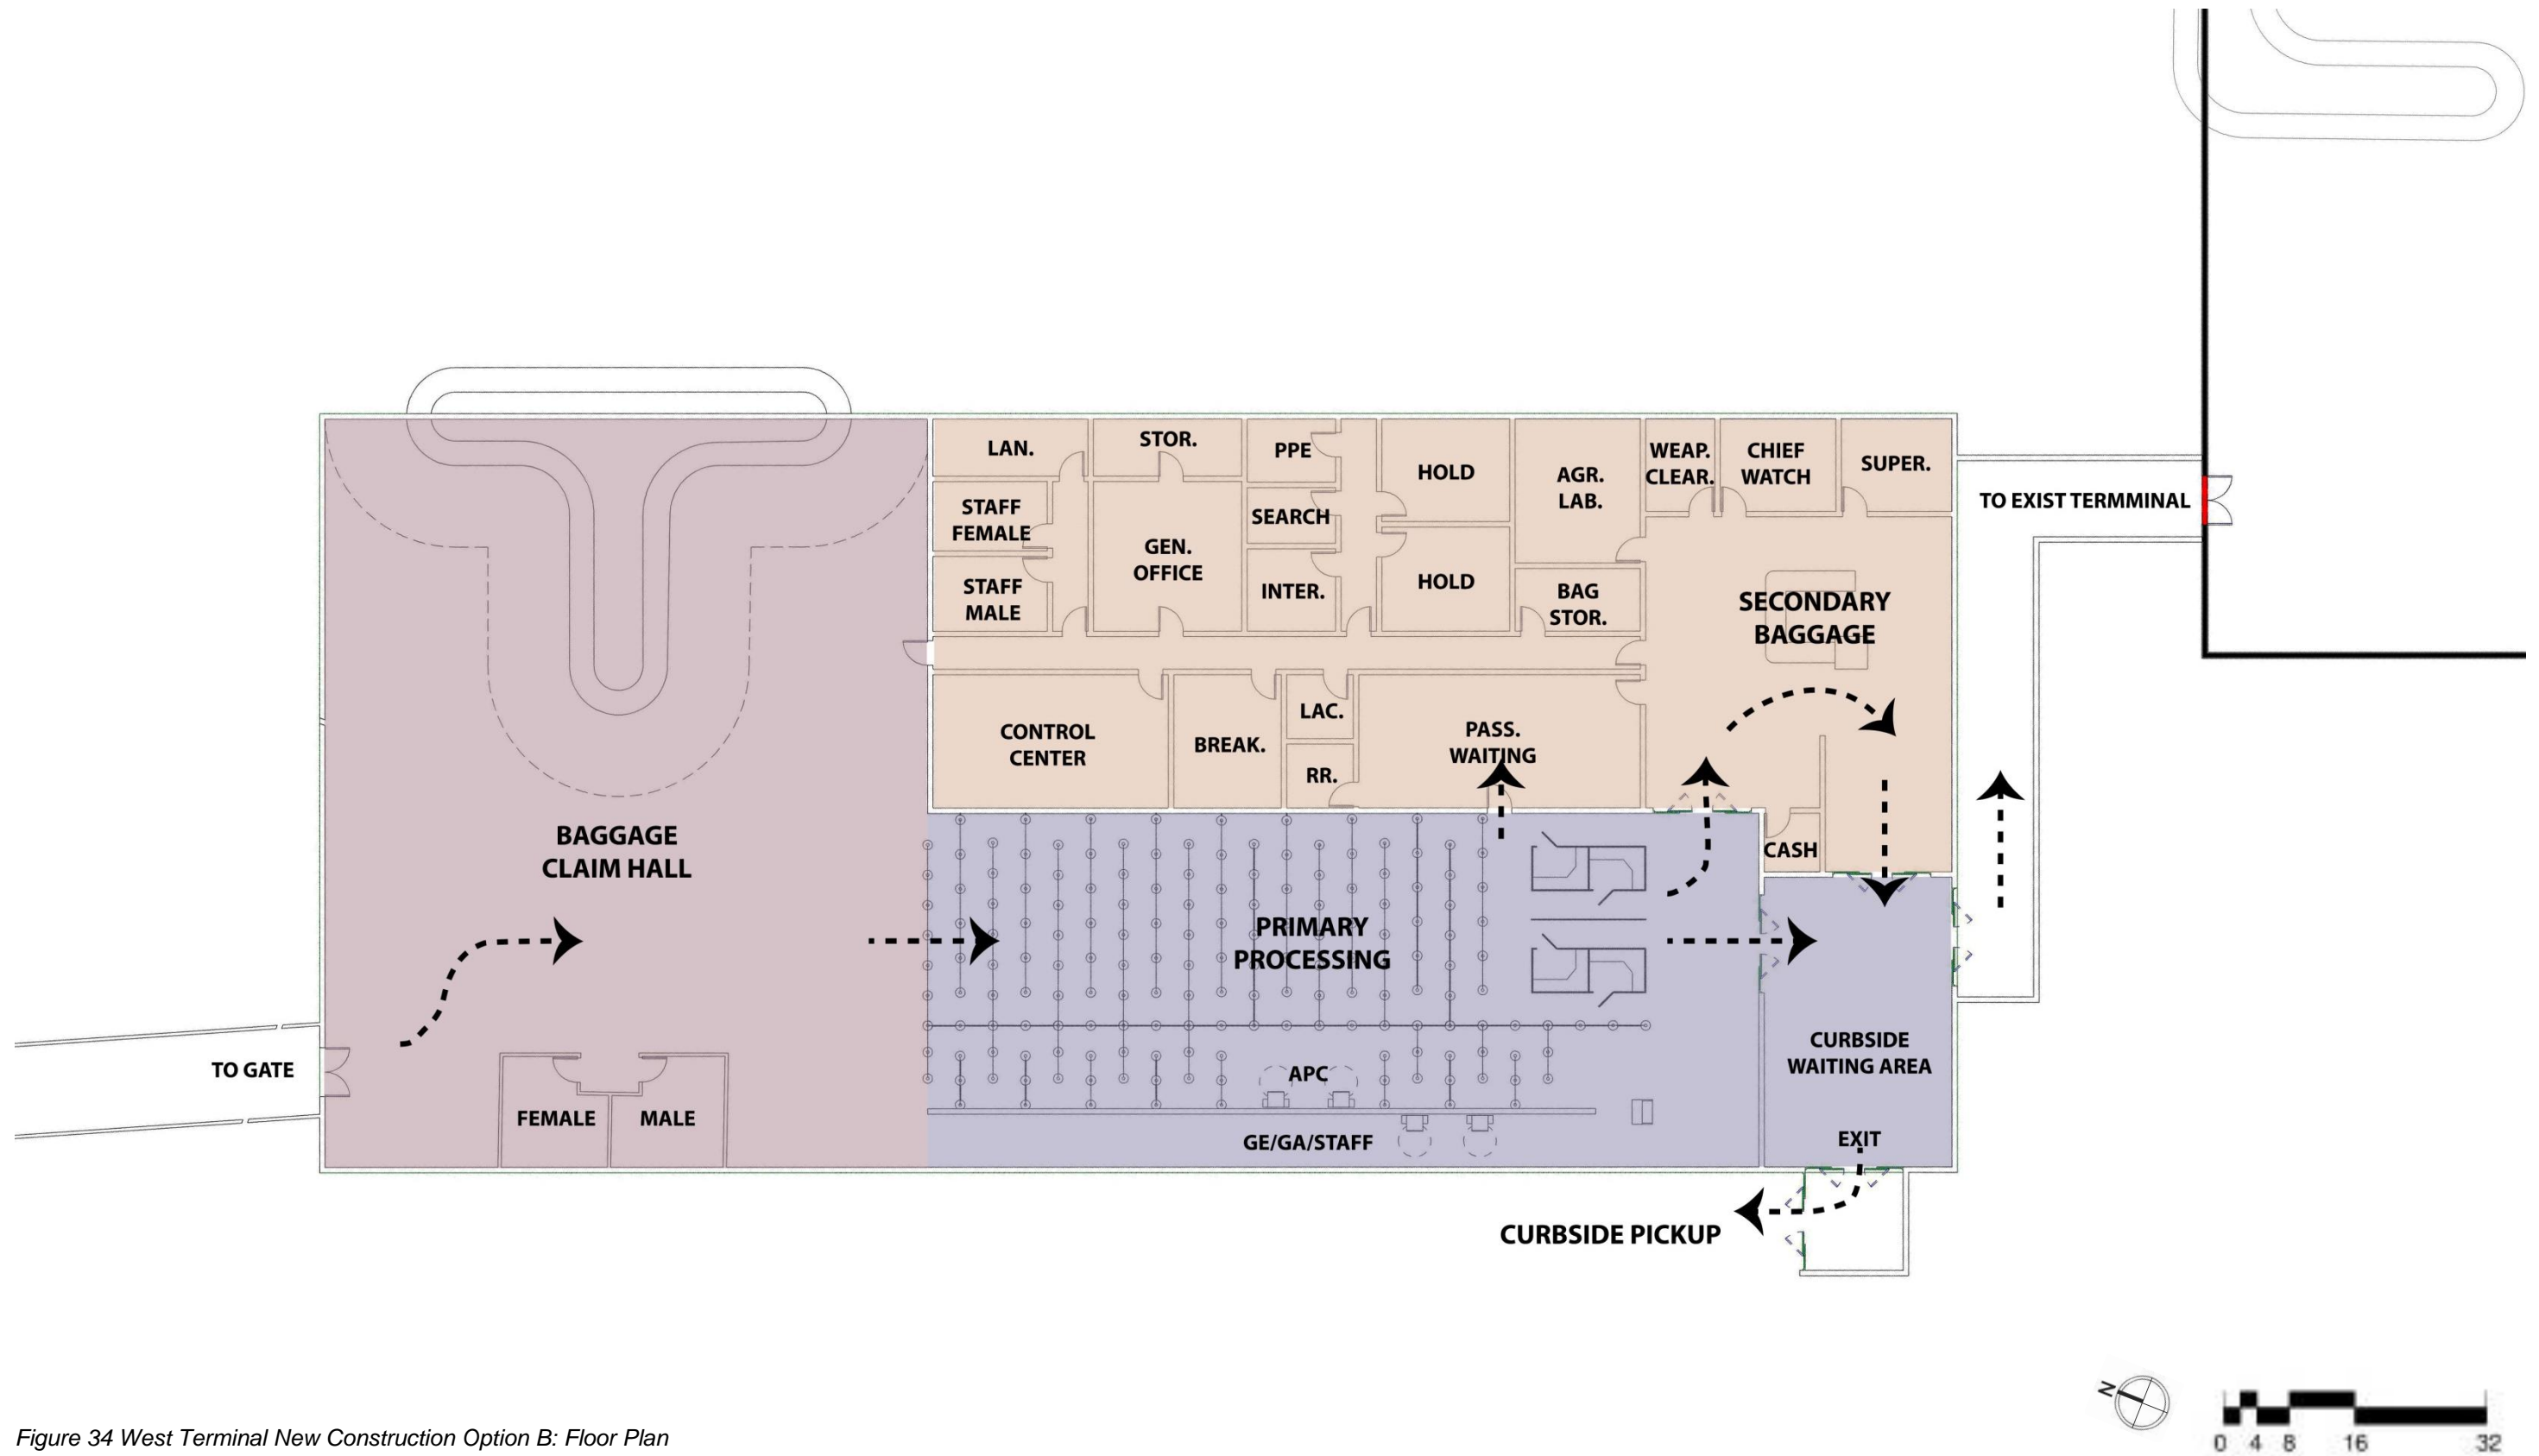 LAN.
STOR.
PPE
HOLD
AGR.
LAB.
WEAP.
CLEAR.
CHIEF
WATCH
SUPER.
TO EXIST TERMMINAL
STAFF
FEMALE
SEARCH
GEN.
OFFICE
STAFF
MALE
INTER.
HOLD
BAG
STOR.
SECONDARY
BAGGAGE
CONTROL
CENTER
BREAK.
LAC.
RR.
PASS.
WAITING
BAGGAGE
CLAIM HALL
CASH
PRIMARY
PROCESSING
CURBSIDE
WAITING AREA
TO GATE
APC
FEMALE
MALE
GE/GA/STAFF
EXIT
CURBSIDE PICKUP
N
0 4 8 16 32
Figure 34 West Terminal New Construction Option B: Floor Plan